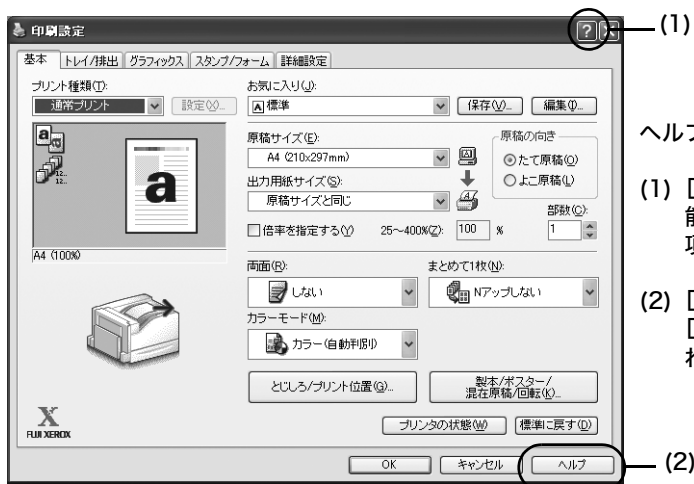 印刷設定
(1)
基本 トレイ/排出 グラフィックス スタンプ/フォーム 詳細設定
プリント種類(T):
通常プリント 設定(X)...
お気に入り(J):
標準 保存(V)... 編集(I)...
原稿サイズ(E):
A4 (210x297mm)
原稿の向き
たて原稿(O)
よこ原稿(L)
出力用紙サイズ(S):
原稿サイズと同じ
部数(C):
倍率を指定する(Y) 25~400%(Z): 100 % 1
A4 (100%)
両面(R):
しない
まとめて1枚(N):
Nアップしない
カラーモード(M):
カラー(自動判別)
とじしろ/プリント位置(G)...
製本/ポスター/
混在原稿/回転(K)...
FUJI XEROX
プリンタの状態(W) 標準に戻す(D)
OK キャンセル ヘルプ
(2)
ヘルプ
(1) [
能
項
(2) [
[
れ